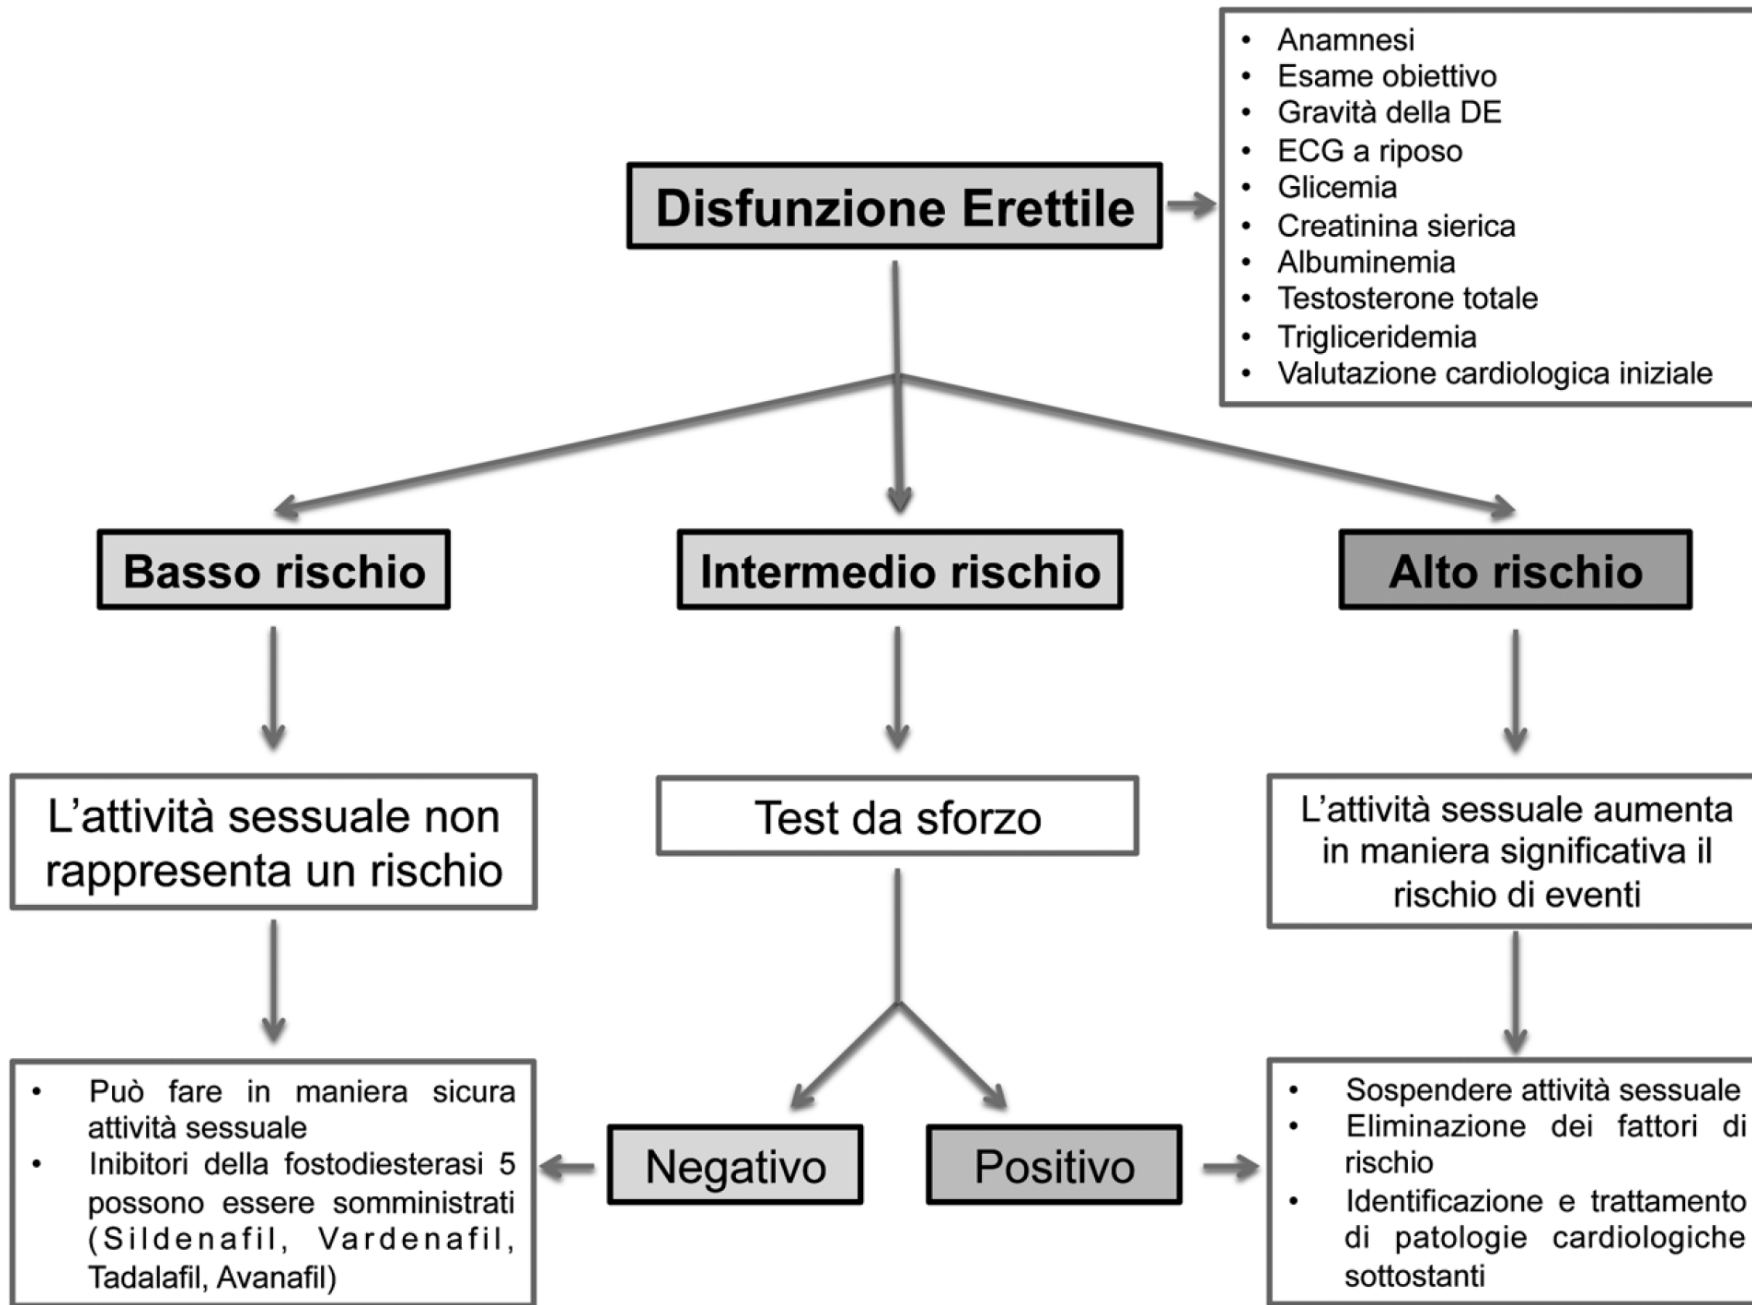 • Anamnesi
• Esame obiettivo
• Gravità della DE
• ECG a riposo
• Glicemia
• Creatinina sierica
• Albuminemia
• Testosterone totale
• Trigliceridemia
• Valutazione cardiologica iniziale
Disfunzione Erettile
Basso rischio
Intermedio rischio
Alto rischio
L'attività sessuale non
rappresenta un rischio
Test da sforzo
L'attività sessuale aumenta
in maniera significativa il
rischio di eventi
• Può fare in maniera sicura
attività sessuale
• Inibitori della fostodiesterasi 5
possono essere somministrati
(Sildenafil, Vardenafil,
Tadalafil, Avanafil)
Negativo
Positivo
• Sospendere attività sessuale
• Eliminazione dei fattori di
rischio
• Identificazione e trattamento
di patologie cardiologiche
sottostanti